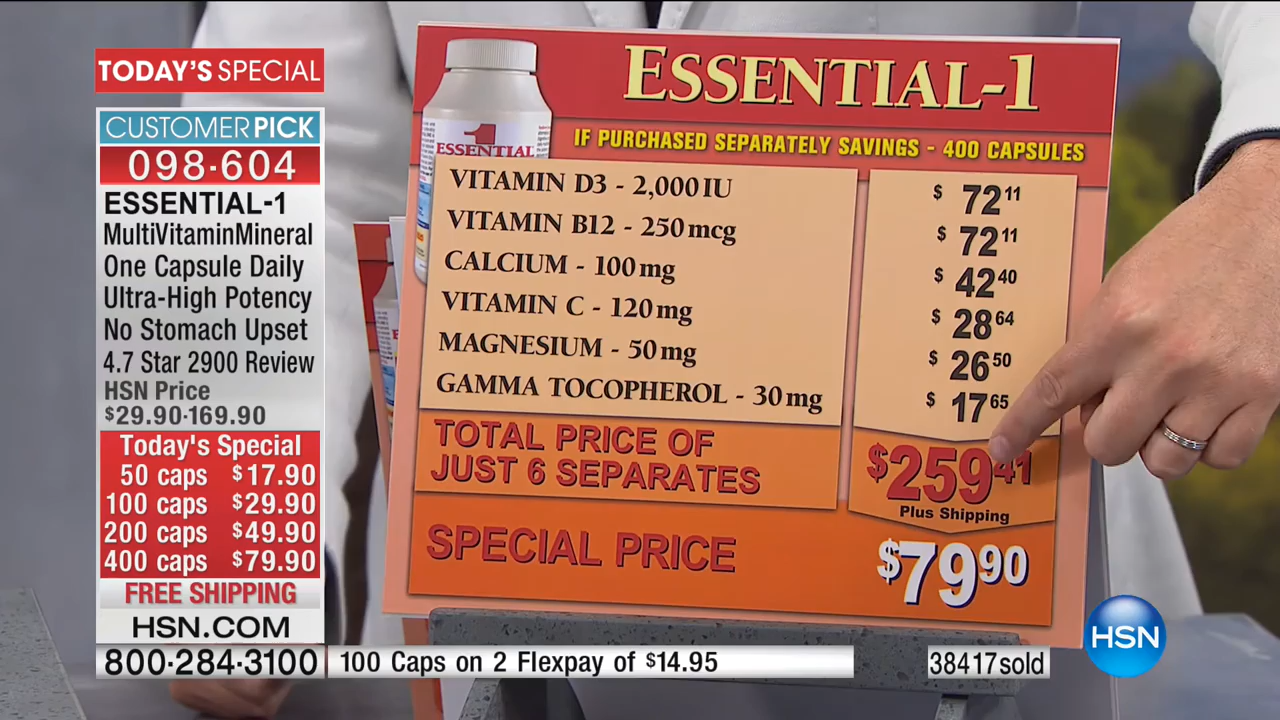 TODAY'S SPECIAL
CUSTOMER PICK
098·604
ESSENTIAL-1
MultiVitaminMineral
One Capsule Daily
Ultra-High Potency
No Stomach Upset
4.7 Star 2900 Review
HSN Price
$29.90-169.90
Today's Special
50 caps $17.90
100 caps $29.90
200 caps $49.90
400 caps $79.90
FREE SHIPPING
HSN.COM
800·284·3100
100 Caps on 2 Flexpay of $14.95
38417sold
HSN
ESSENTIAL-1
IF PURCHASED SEPARATELY SAVINGS - 400 CAPSULES
1
ESSENTIAL
VITAMIN D3 - 2,000 IU $72.11
VITAMIN B12 - 250 mcg $72.11
CALCIUM - 100 mg $42.40
VITAMIN C - 120 mg $28.64
MAGNESIUM - 50 mg $26.50
GAMMA TOCOPHEROL - 30 mg $17.65
TOTAL PRICE OF
JUST 6 SEPARATES
$259.41
Plus Shipping
SPECIAL PRICE $79.90